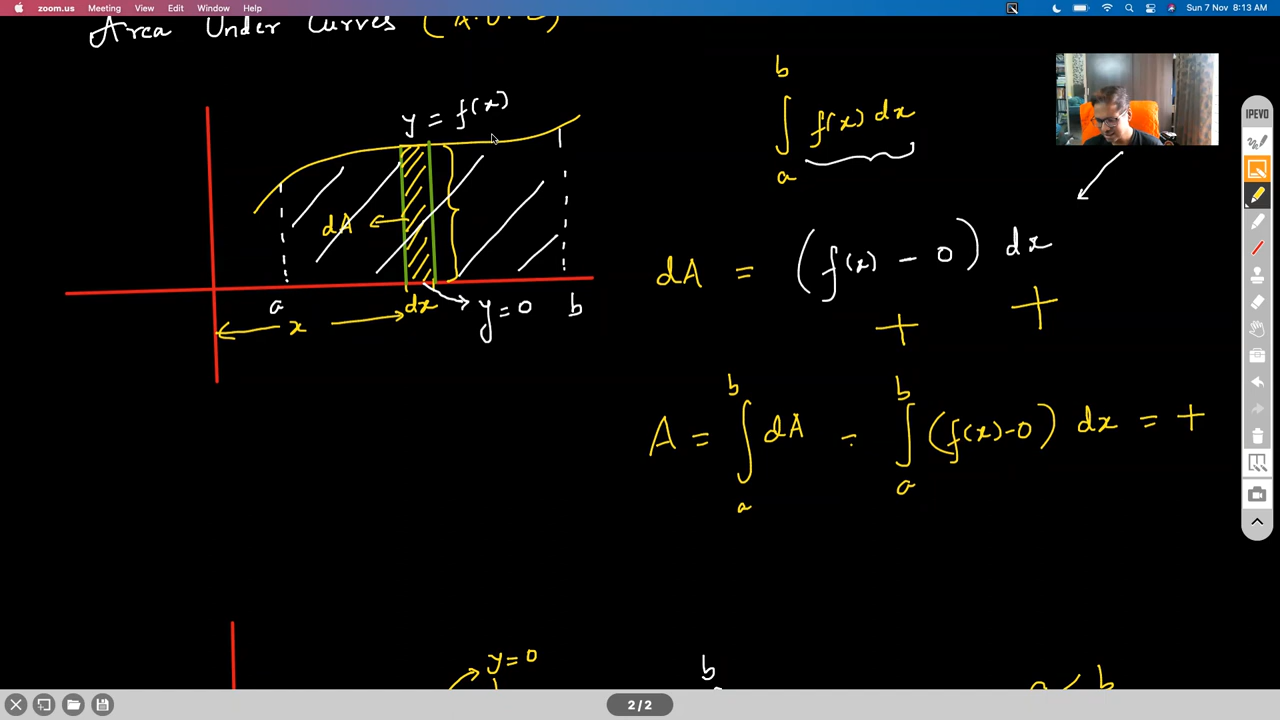 zoom.us Meeting View Edit Window Help Sun 7 Nov 8:13 AM
Area Under Curves (A.U.C)
y = f(x)
dA
a
dx
y = 0
b
x
b
∫ f(x) dx
a
dA = (f(x) - 0) dx
+ +
b b
A = ∫ dA = ∫ (f(x)-0) dx = +
a a
y = 0
b
a b
IPEVO
2/2